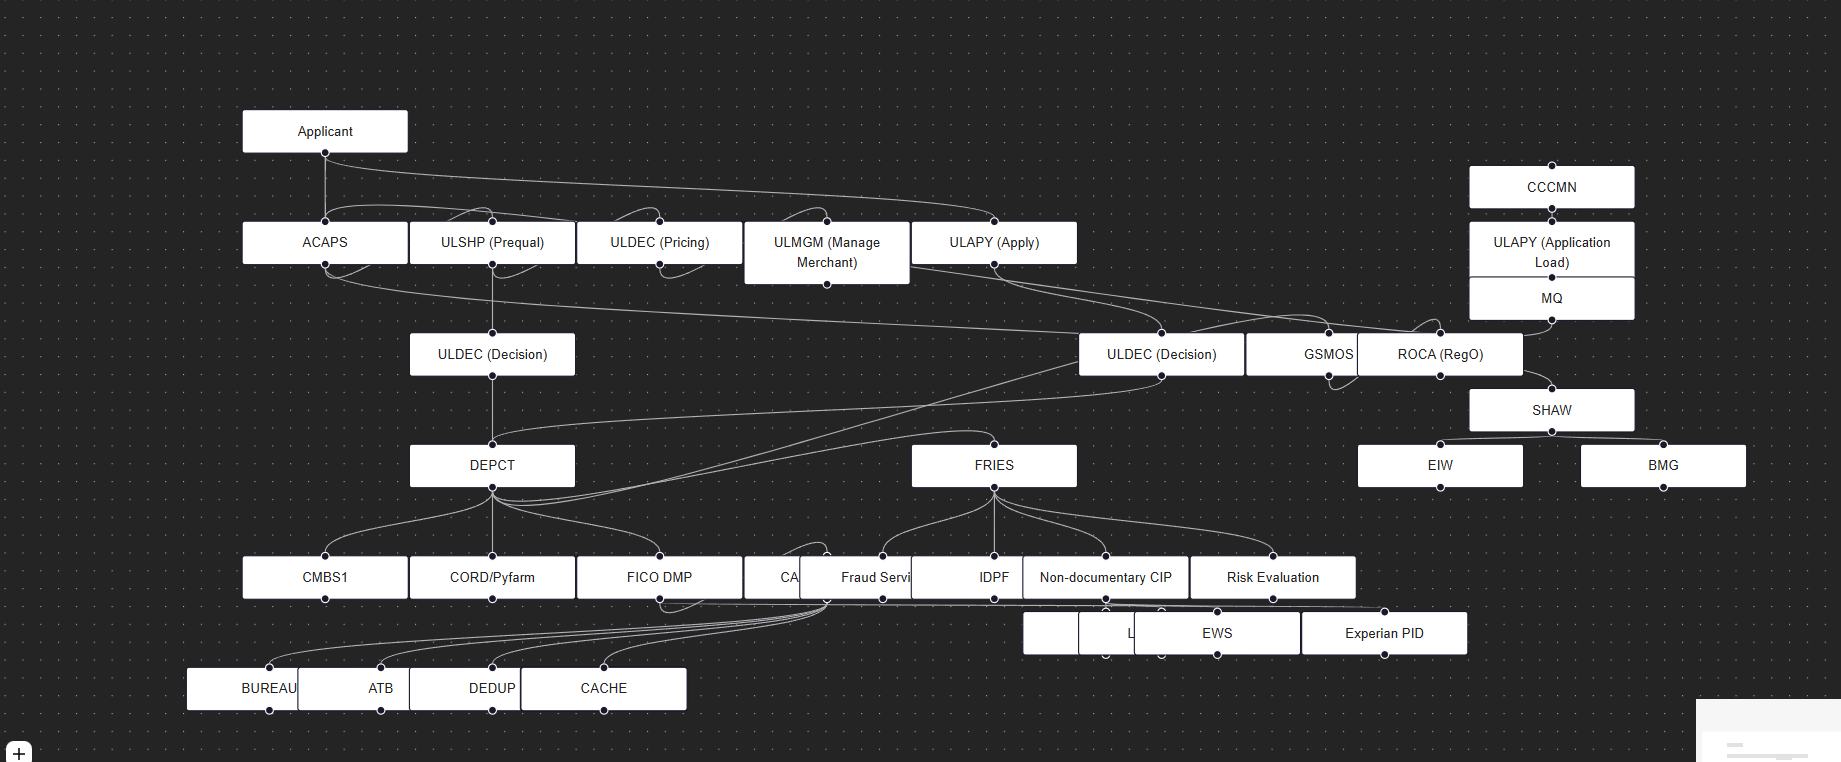 Applicant
CCCMN
ACAPS
ULSHP (Prequal)
ULDEC (Pricing)
ULMGM (Manage
Merchant)
ULAPY (Apply)
ULAPY (Application
Load)
MQ
ULDEC (Decision)
ULDEC (Decision)
GSMOS
ROCA (RegO)
SHAW
DEPCT
FRIES
EIW
BMG
CMBS1
CORD/Pyfarm
FICO DMP
CA
Fraud Servi
IDPF
Non-documentary CIP
Risk Evaluation
L
EWS
Experian PID
BUREAU
ATB
DEDUP
CACHE